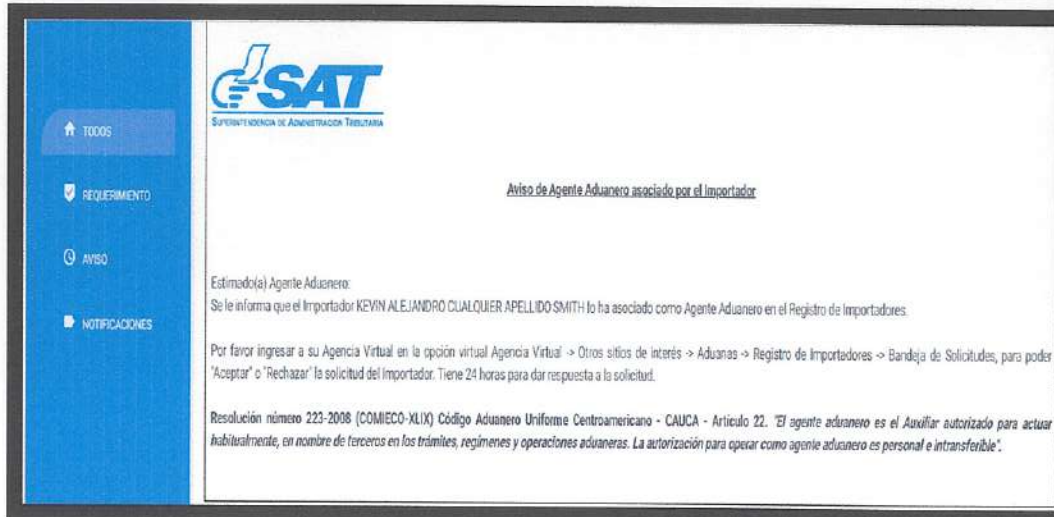 SAT
SUPERINTENDENCIA DE ADMINISTRACION TRIBUTARIA
TODOS
REQUERIMIENTO
AVISO
NOTIFICACIONES
Aviso de Agente Aduanero asociado por el Importador
Estimado(a) Agente Aduanero:
Se le informa que el Importador KEVIN ALEJANDRO CUALQUIER APELLIDO SMITH lo ha asociado como Agente Aduanero en el Registro de Importadores.
Por favor ingresar a su Agencia Virtual en la opción virtual Agencia Virtual -> Otros sitios de interés -> Aduanas -> Registro de Importadores -> Bandeja de Solicitudes, para poder
"Aceptar" o "Rechazar" la solicitud del Importador. Tiene 24 horas para dar respuesta a la solicitud.
Resolución número 223-2008 (COMIECO-XLIX) Código Aduanero Uniforme Centroamericano - CAUCA - Artículo 22. "El agente aduanero es el Auxiliar autorizado para actuar
habitualmente, en nombre de terceros en los trámites, regímenes y operaciones aduaneras. La autorización para operar como agente aduanero es personal e intransferible".